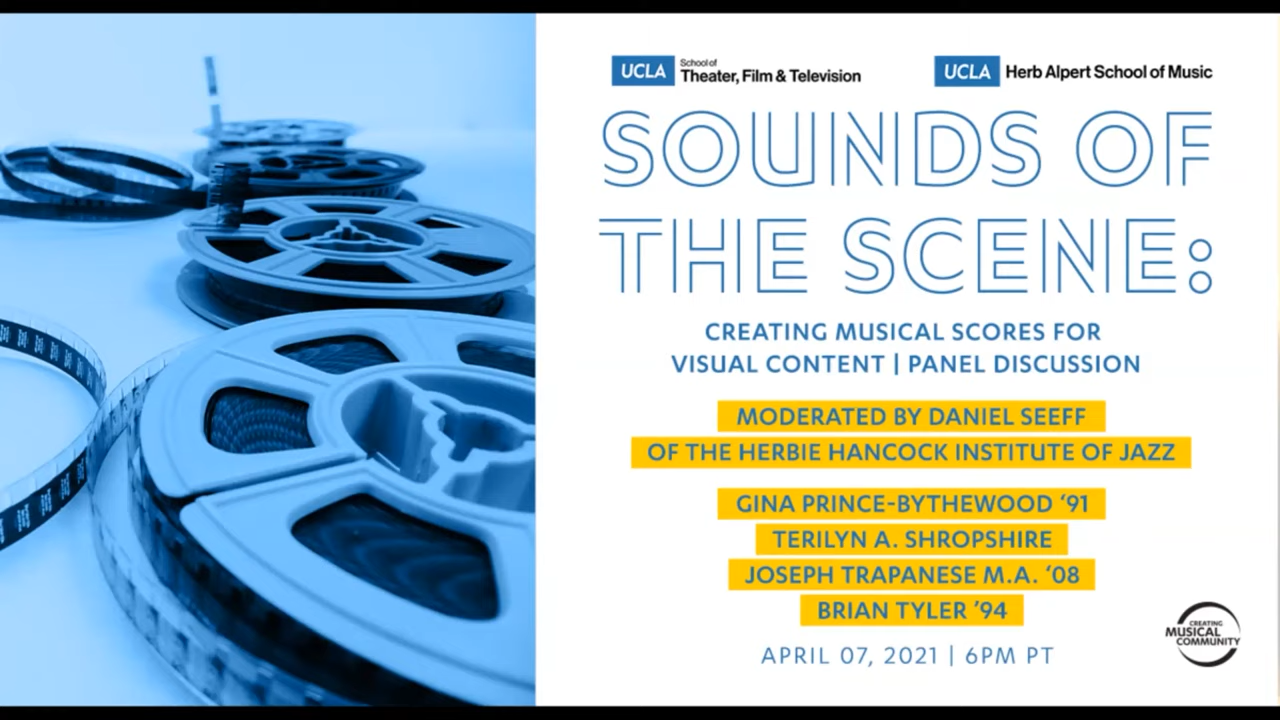 UCLA School of Theater, Film & Television
UCLA Herb Alpert School of Music
SOUNDS OF
THE SCENE:
CREATING MUSICAL SCORES FOR
VISUAL CONTENT | PANEL DISCUSSION
MODERATED BY DANIEL SEEFF
OF THE HERBIE HANCOCK INSTITUTE OF JAZZ
GINA PRINCE-BYTHEWOOD ‘91
TERILYN A. SHROPSHIRE
JOSEPH TRAPANESE M.A. ‘08
BRIAN TYLER ’94
APRIL 07, 2021 | 6PM PT
CREATING
MUSICAL
COMMUNITY